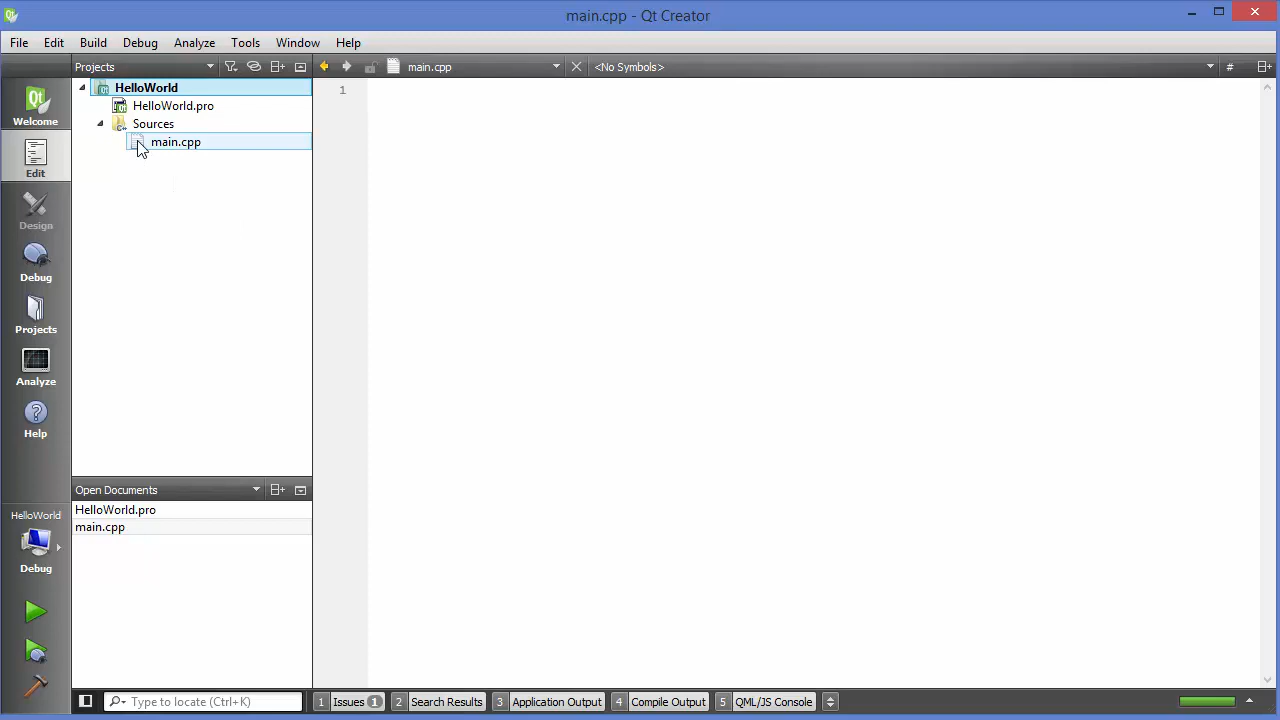 main.cpp - Qt Creator
File Edit Build Debug Analyze Tools Window Help
Projects main.cpp <No Symbols> #
HelloWorld
HelloWorld.pro
Sources
main.cpp
1
Welcome
Edit
Design
Debug
Projects
Analyze
Help
Open Documents
HelloWorld.pro
main.cpp
HelloWorld
Debug
Type to locate (Ctrl+K) 1 Issues 1 2 Search Results 3 Application Output 4 Compile Output 5 QML/JS Console